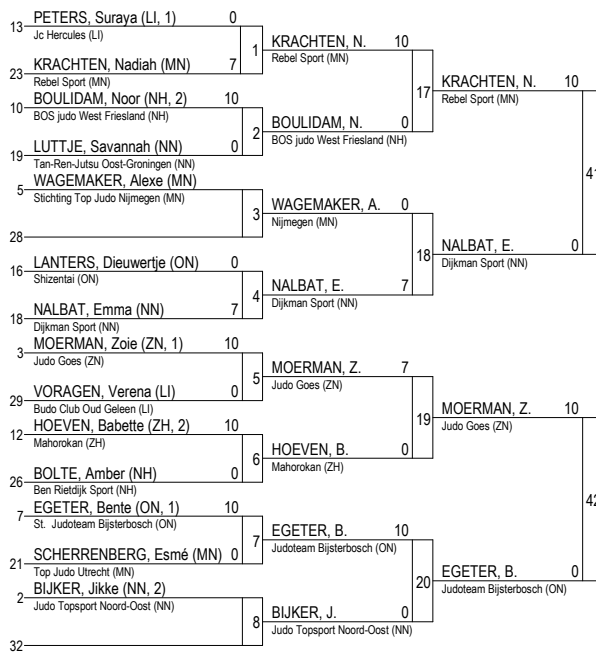 13 PETERS, Suraya (LI, 1) 0
Jc Hercules (LI)
1
KRACHTEN, N. 10
Rebel Sport (MN)
23 KRACHTEN, Nadiah (MN) 7
Rebel Sport (MN)
17
KRACHTEN, N. 10
Rebel Sport (MN)
10 BOULIDAM, Noor (NH, 2) 10
BOS judo West Friesland (NH)
2
BOULIDAM, N. 0
BOS judo West Friesland (NH)
19 LUTTJE, Savannah (NN) 0
Tan-Ren-Jutsu Oost-Groningen (NN)
41
5 WAGEMAKER, Alexe (MN)
Stichting Top Judo Nijmegen (MN)
3
WAGEMAKER, A. 0
Nijmegen (MN)
28
18
NALBAT, E. 0
Dijkman Sport (NN)
16 LANTERS, Dieuwertje (ON) 0
Shizentai (ON)
4
NALBAT, E. 7
Dijkman Sport (NN)
18 NALBAT, Emma (NN) 7
Dijkman Sport (NN)
3 MOERMAN, Zoie (ZN, 1) 10
Judo Goes (ZN)
5
MOERMAN, Z. 7
Judo Goes (ZN)
29 VORAGEN, Verena (LI) 0
Budo Club Oud Geleen (LI)
19
MOERMAN, Z. 10
Judo Goes (ZN)
12 HOEVEN, Babette (ZH, 2) 10
Mahorokan (ZH)
6
HOEVEN, B. 0
Mahorokan (ZH)
26 BOLTE, Amber (NH) 0
Ben Rietdijk Sport (NH)
42
7 EGETER, Bente (ON, 1) 10
St. Judoteam Bijsterbosch (ON)
7
EGETER, B. 10
Judoteam Bijsterbosch (ON)
21 SCHERRENBERG, Esmé (MN) 0
Top Judo Utrecht (MN)
20
EGETER, B. 0
Judoteam Bijsterbosch (ON)
2 BIJKER, Jikke (NN, 2)
Judo Topsport Noord-Oost (NN)
8
BIJKER, J. 0
Judo Topsport Noord-Oost (NN)
32